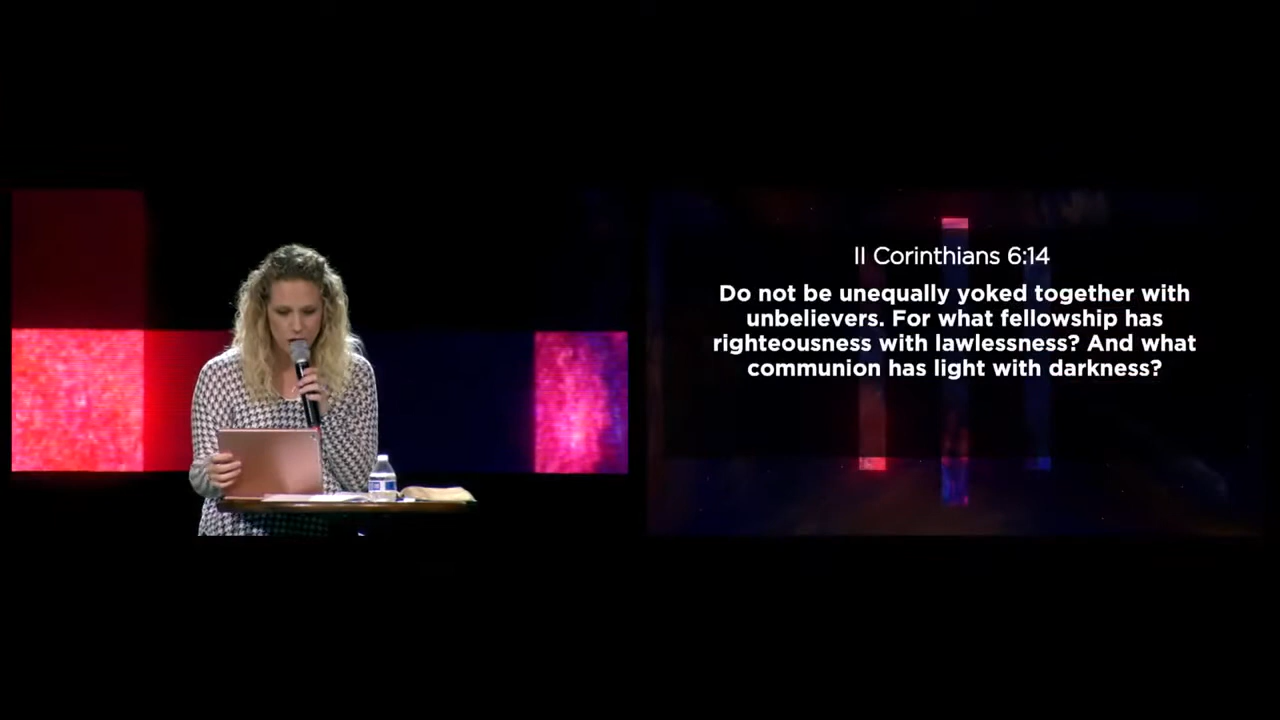 II Corinthians 6:14
Do not be unequally yoked together with
unbelievers. For what fellowship has
righteousness with lawlessness? And what
communion has light with darkness?